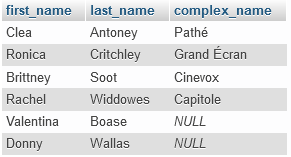 first_name last_name complex_name
Clea Antoney Pathé
Ronica Critchley Grand Écran
Brittney Soot Cinevox
Rachel Widdowes Capitole
Valentina Boase NULL
Donny Wallas NULL